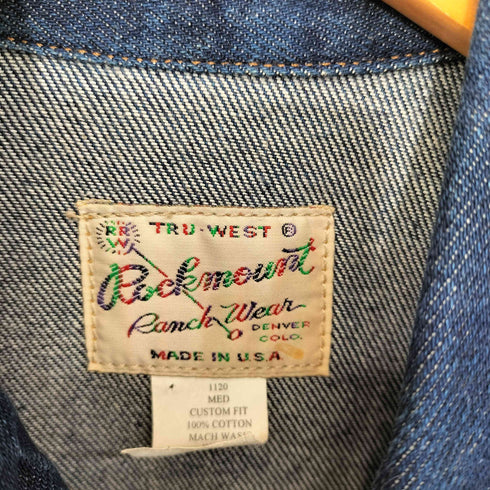 RRW
TRU-WEST ®
Rockmount
Ranch Wear
DENVER
COLO.
MADE IN U.S.A.
1120
MED
CUSTOM FIT
100% COTTON
MACH WASH